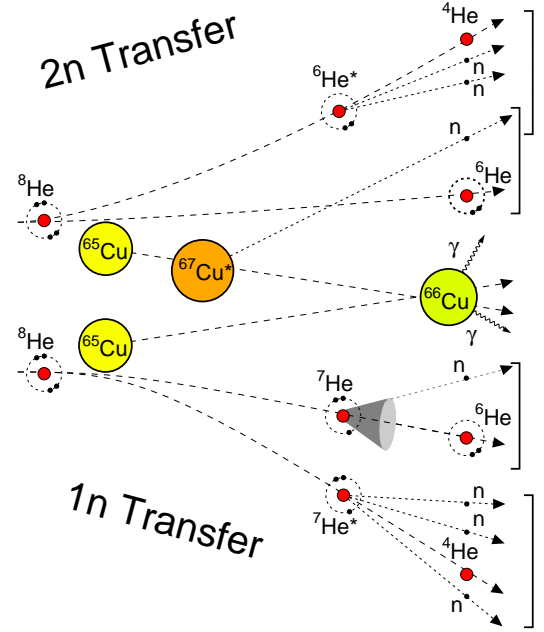 2n Transfer
⁴He
n
n
⁶He*
n
⁶He
⁸He
⁶⁵Cu
⁶⁷Cu*
γ
⁶⁶Cu
γ
⁸He
⁶⁵Cu
n
⁷He
⁶He
1n Transfer
⁷He*
n
n
⁴He
n